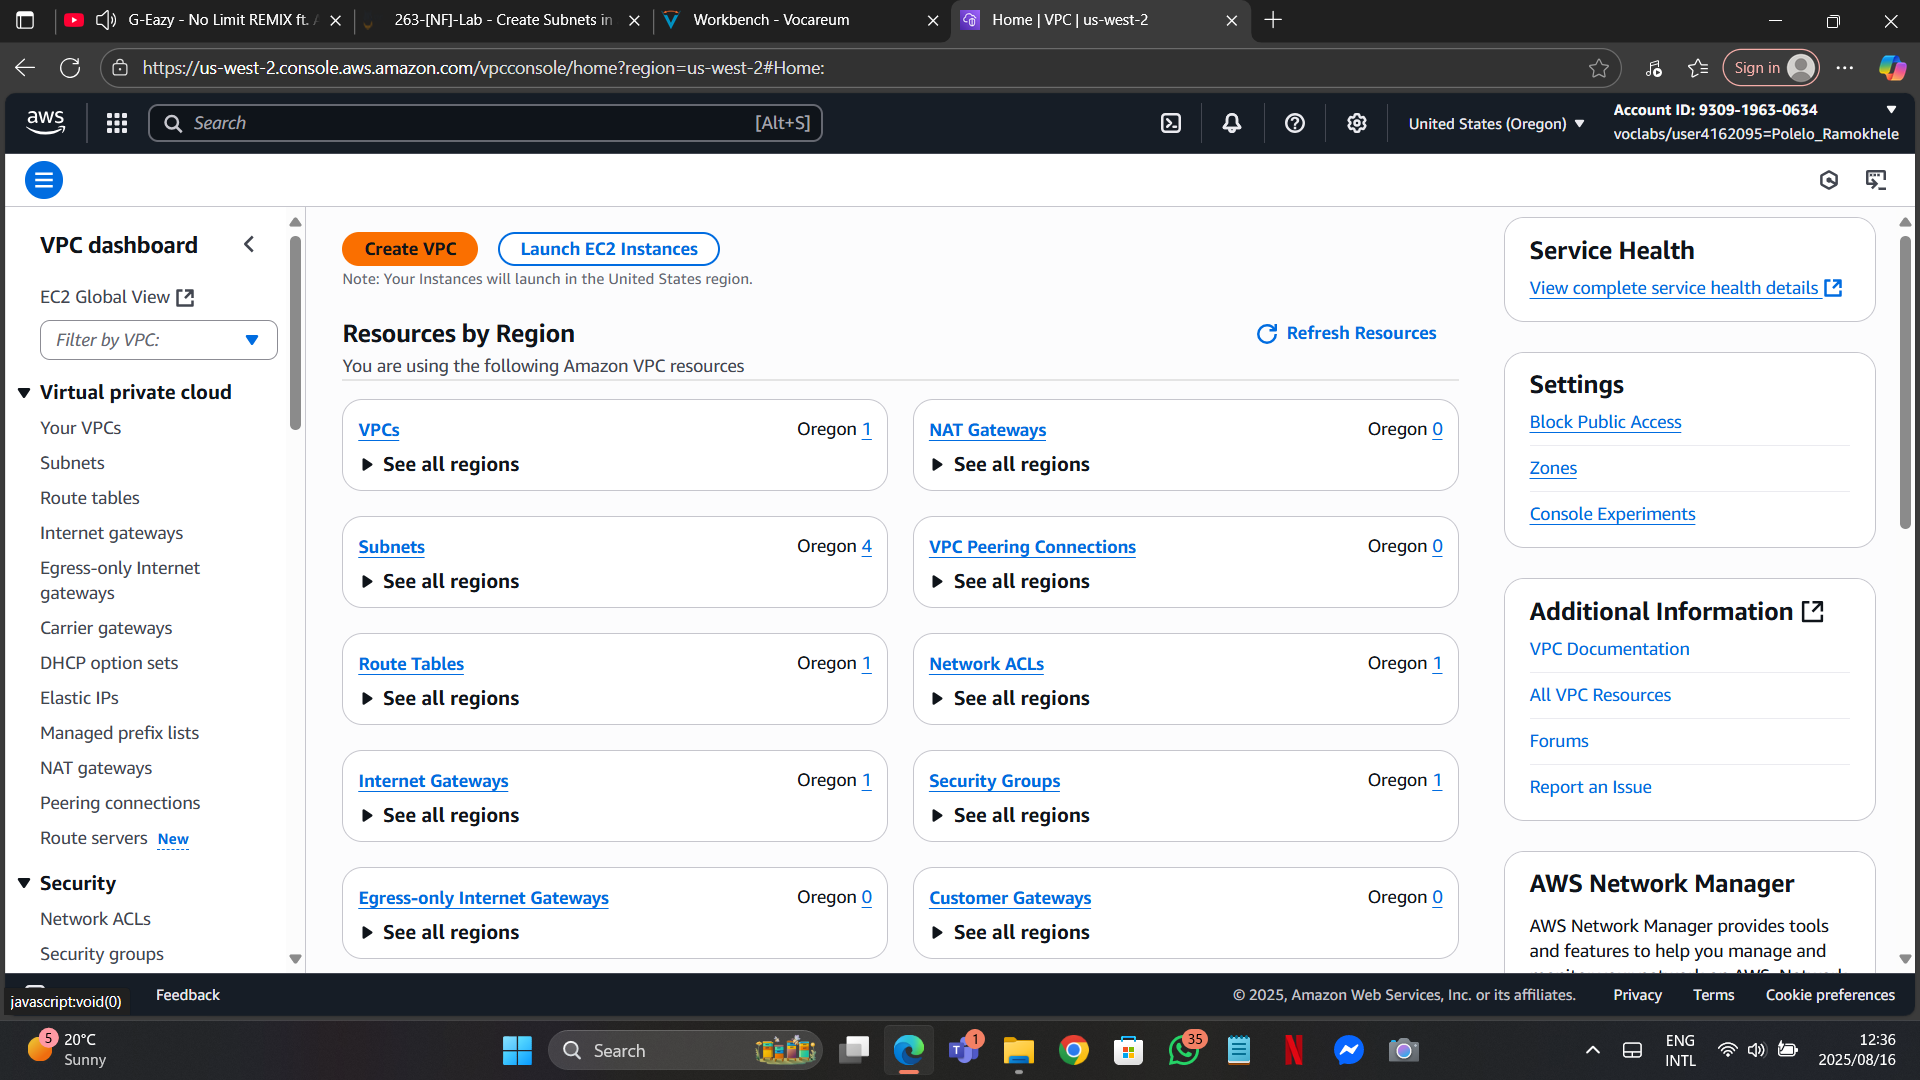 G-Eazy - No Limit REMIX ft. A
263-[NF]-Lab - Create Subnets in
Workbench - Vocareum
Home | VPC | us-west-2
https://us-west-2.console.aws.amazon.com/vpcconsole/home?region=us-west-2#Home:
Sign in
aws
Search
[Alt+S]
United States (Oregon)
Account ID: 9309-1963-0634
voclabs/user4162095=Polelo_Ramokhele
VPC dashboard
EC2 Global View
Filter by VPC:
Virtual private cloud
Your VPCs
Subnets
Route tables
Internet gateways
Egress-only Internet
gateways
Carrier gateways
DHCP option sets
Elastic IPs
Managed prefix lists
NAT gateways
Peering connections
Route servers New
Security
Network ACLs
Security groups
Create VPC
Launch EC2 Instances
Note: Your Instances will launch in the United States region.
Resources by Region
Refresh Resources
You are using the following Amazon VPC resources
VPCs
Oregon 1
See all regions
NAT Gateways
Oregon 0
See all regions
Subnets
Oregon 4
See all regions
VPC Peering Connections
Oregon 0
See all regions
Route Tables
Oregon 1
See all regions
Network ACLs
Oregon 1
See all regions
Internet Gateways
Oregon 1
See all regions
Security Groups
Oregon 1
See all regions
Egress-only Internet Gateways
Oregon 0
See all regions
Customer Gateways
Oregon 0
See all regions
Service Health
View complete service health details
Settings
Block Public Access
Zones
Console Experiments
Additional Information
VPC Documentation
All VPC Resources
Forums
Report an Issue
AWS Network Manager
AWS Network Manager provides tools
and features to help you manage and
javascript:void(0)
Feedback
© 2025, Amazon Web Services, Inc. or its affiliates.
Privacy
Terms
Cookie preferences
5
20°C
Sunny
Search
1
35
ENG
INTL
12:36
2025/08/16